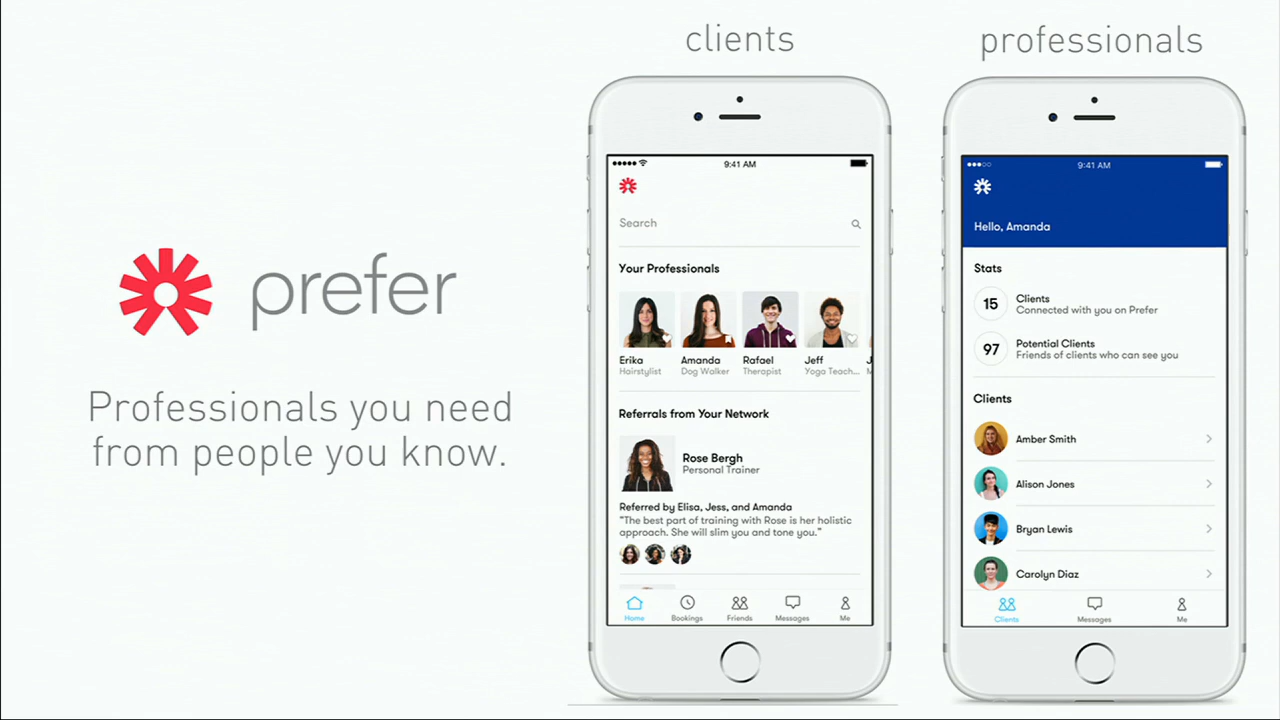 prefer
Professionals you need
from people you know.
clients
9:41 AM
Search
Your Professionals
Erika
Hairstylist
Amanda
Dog Walker
Rafael
Therapist
Jeff
Yoga Teach...
J
M
Referrals from Your Network
Rose Bergh
Personal Trainer
Referred by Elisa, Jess, and Amanda
"The best part of training with Rose is her holistic
approach. She will slim you and tone you."
Home Bookings Friends Messages Me
professionals
9:41 AM
Hello, Amanda
Stats
15
Clients
Connected with you on Prefer
97
Potential Clients
Friends of clients who can see you
Clients
Amber Smith
Alison Jones
Bryan Lewis
Carolyn Diaz
Clients Messages Me